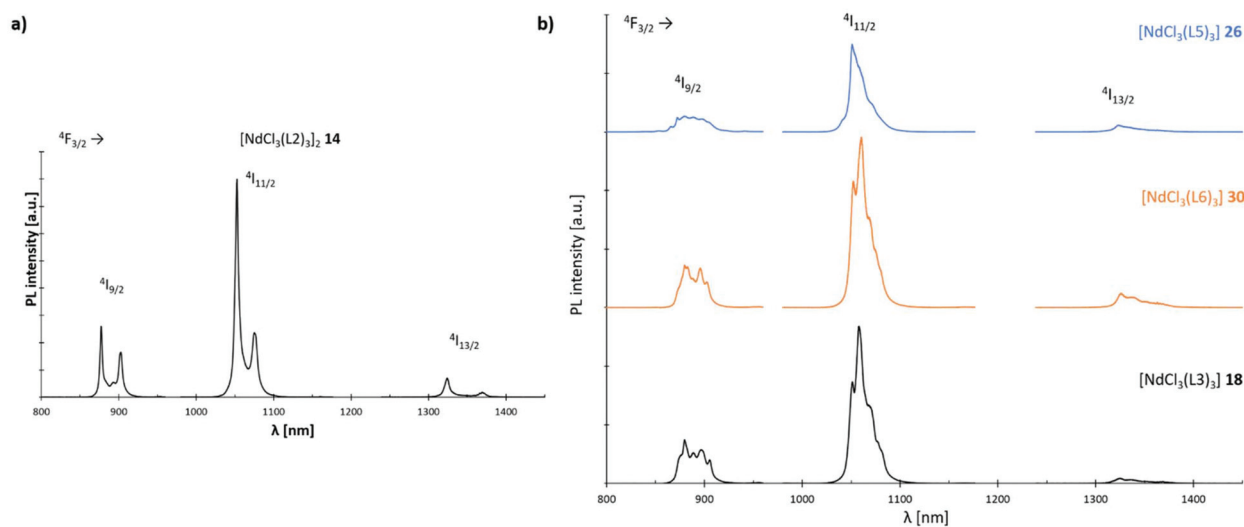 a)
⁴F₃/₂ →
[NdCl₃(L2)₃]₂ 14
⁴I₁₁/₂
⁴I₉/₂
⁴I₁₃/₂
PL intensity [a.u.]
800 900 1000 1100 1200 1300 1400
λ [nm]
b)
⁴F₃/₂ →
⁴I₁₁/₂
[NdCl₃(L5)₃] 26
⁴I₉/₂
⁴I₁₃/₂
[NdCl₃(L6)₃] 30
PL intensity [a.u.]
[NdCl₃(L3)₃] 18
800 900 1000 1100 1200 1300 1400
λ [nm]